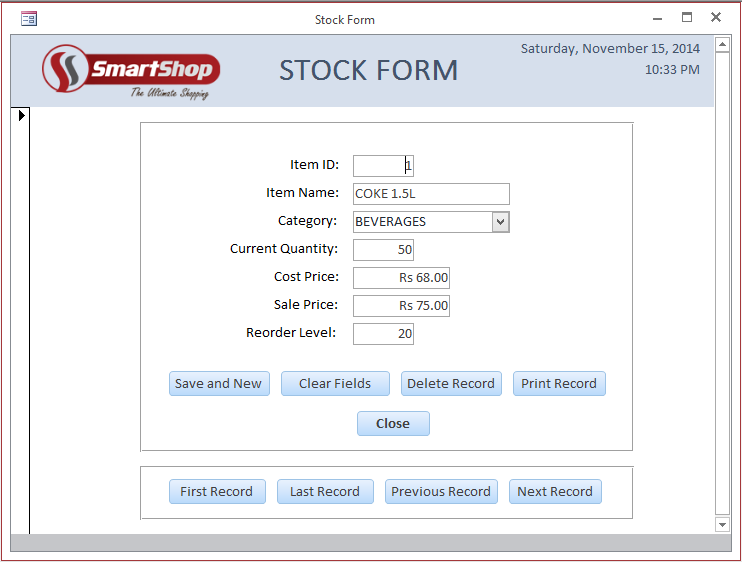 Stock Form
SmartShop
The Ultimate Shopping
STOCK FORM
Saturday, November 15, 2014
10:33 PM
Item ID: 1
Item Name: COKE 1.5L
Category: BEVERAGES
Current Quantity: 50
Cost Price: Rs 68.00
Sale Price: Rs 75.00
Reorder Level: 20
Save and New Clear Fields Delete Record Print Record
Close
First Record Last Record Previous Record Next Record